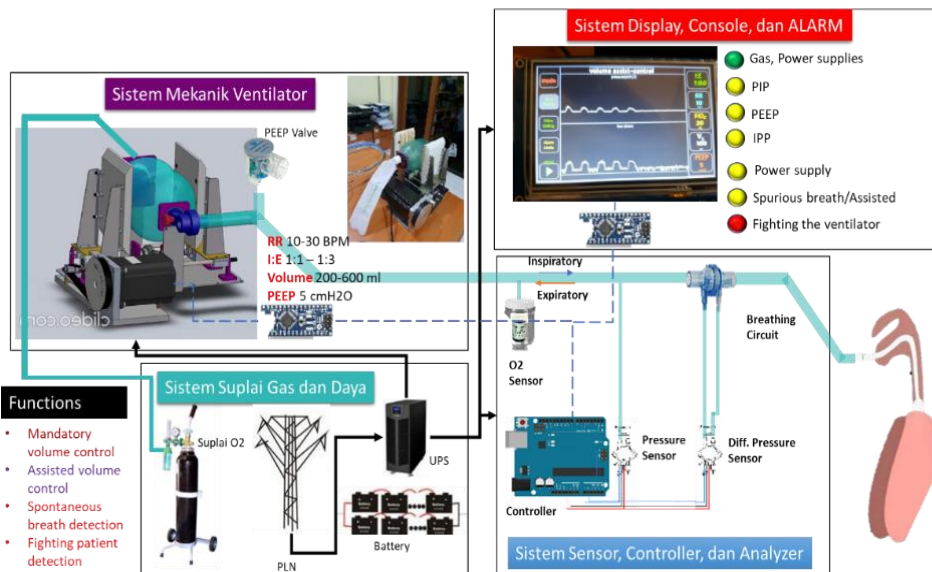 Sistem Display, Console, dan ALARM
volume assist-control
Gas, Power supplies
PIP
PEEP
IPP
Power supply
Spurious breath/Assisted
Fighting the ventilator
Sistem Mekanik Ventilator
PEEP Valve
RR 10-30 BPM
I:E 1:1 – 1:3
Volume 200-600 ml
PEEP 5 cmH2O
clideo.com
Inspiratory
Expiratory
O2
Sensor
Breathing
Circuit
Pressure
Sensor
Diff. Pressure
Sensor
Controller
Sistem Sensor, Controller, dan Analyzer
Sistem Suplai Gas dan Daya
Suplai O2
UPS
Battery
PLN
Functions
• Mandatory
volume control
• Assisted volume
control
• Spontaneous
breath detection
• Fighting patient
detection